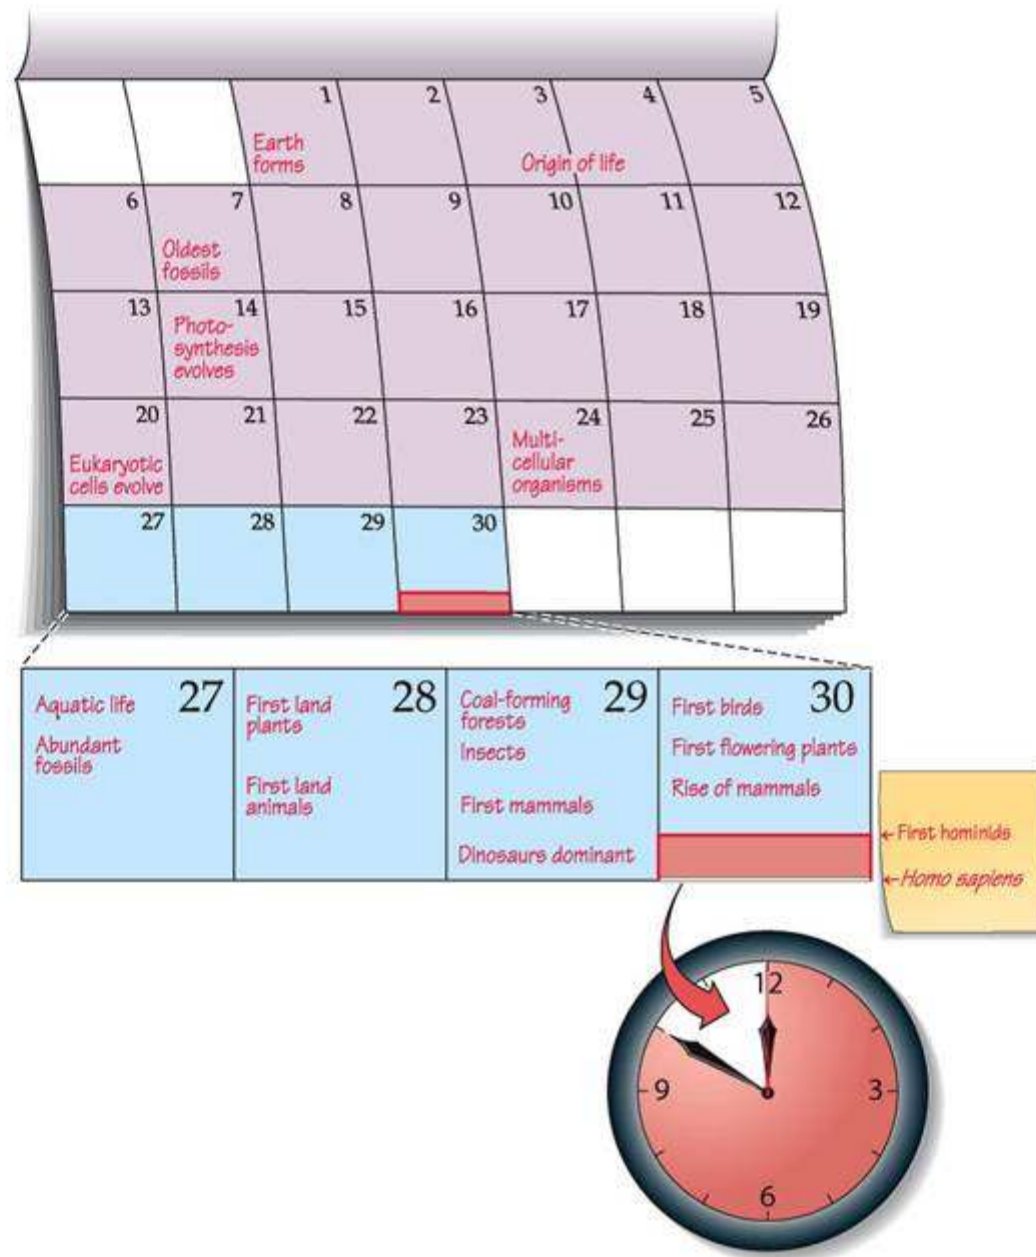 1 2 3 4 5
Earth
forms
Origin of life
6 7 8 9 10 11 12
Oldest
fossils
13 14 15 16 17 18 19
Photo-
synthesis
evolves
20 21 22 23 24 25 26
Eukaryotic
cells evolve
Multi-
cellular
organisms
27 28 29 30
27
Aquatic life
Abundant
fossils
28
First land
plants
First land
animals
29
Coal-forming
forests
Insects
First mammals
Dinosaurs dominant
30
First birds
First flowering plants
Rise of mammals
First hominids
Homo sapiens
12
9 3
6